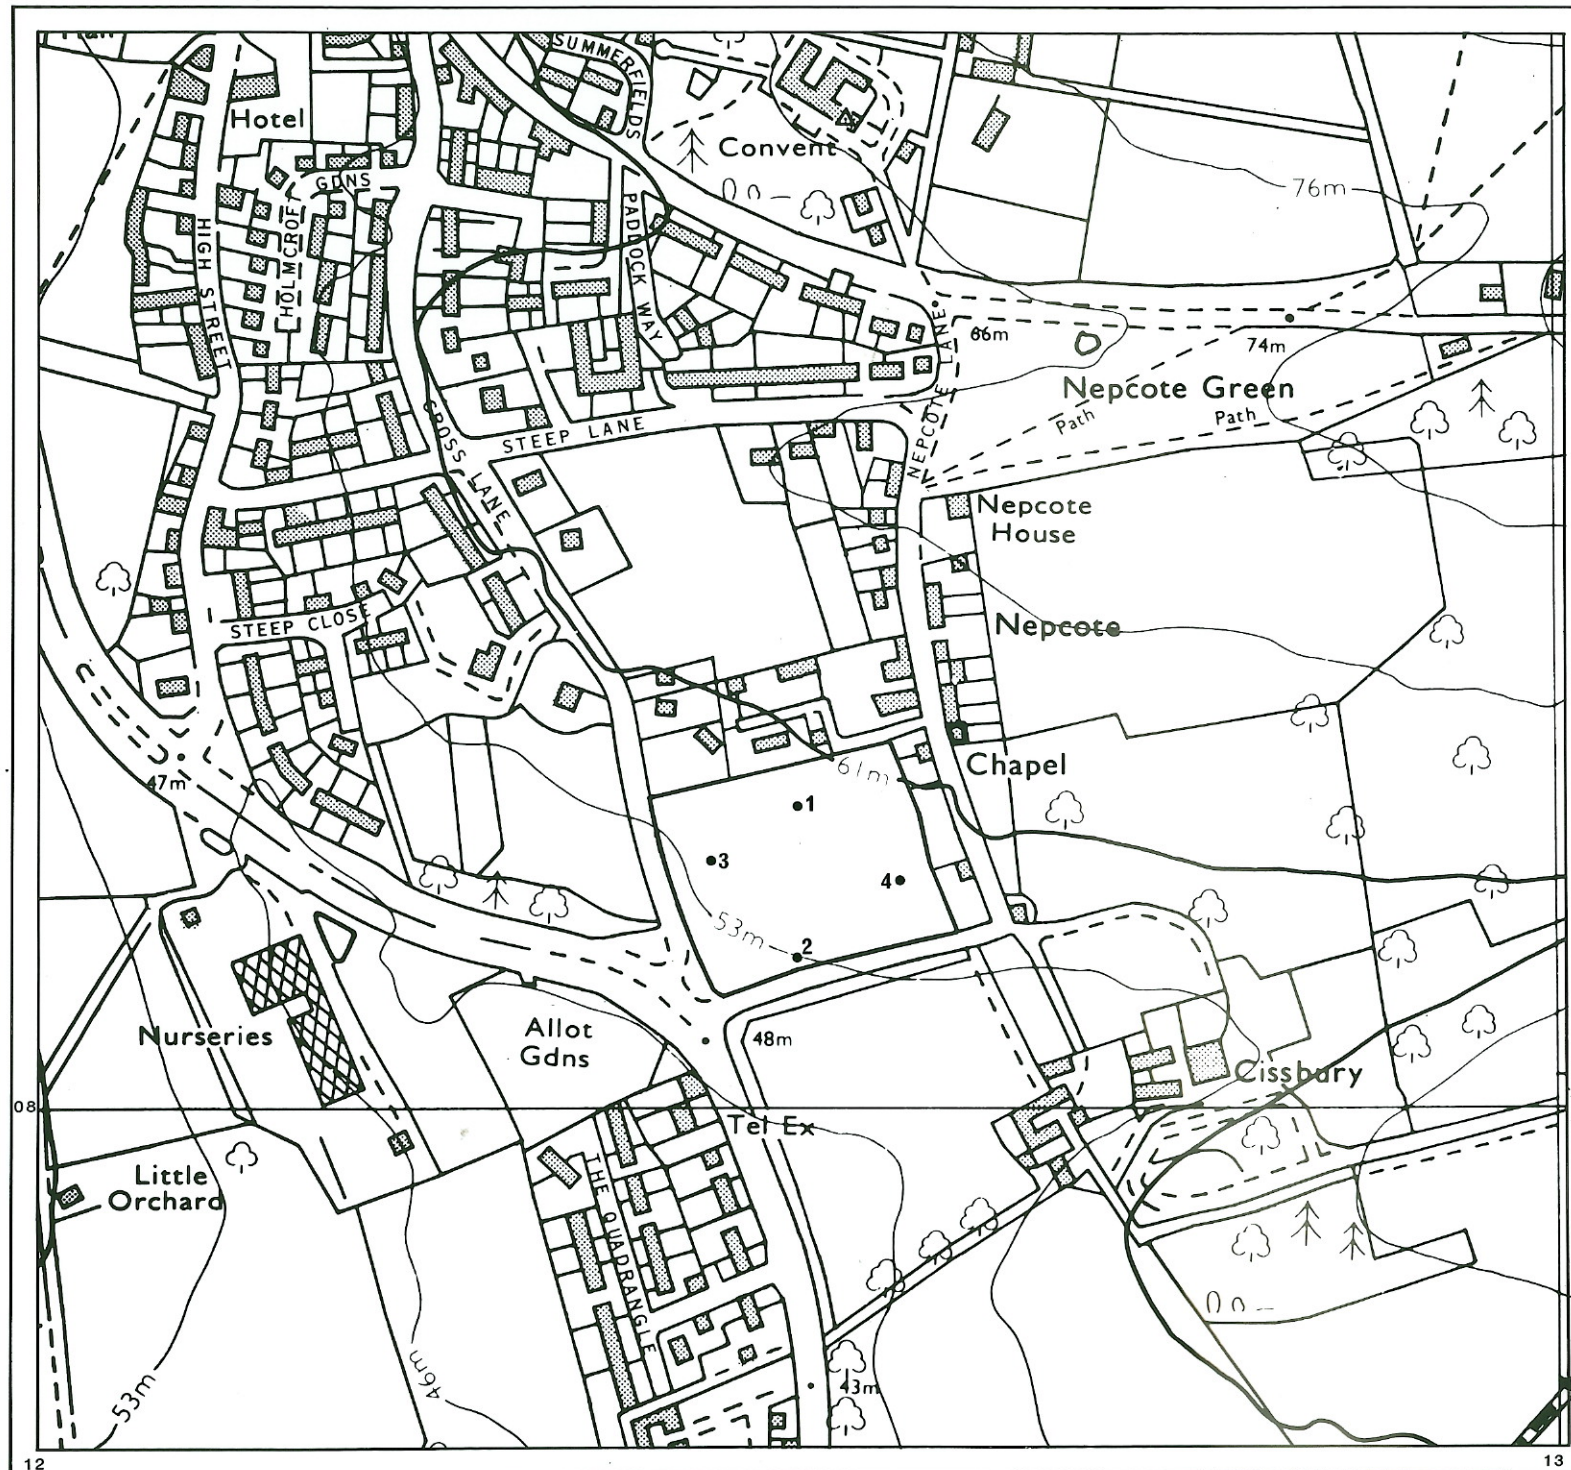 SUMMERFIELDS
Hotel
Convent
GDNS
76m
HOLMCROFT
PADDOCK WAY
HIGH STREET
NEPCOTE LANE
66m
74m
Nepcote Green
Path
Path
CROSS LANE
STEEP LANE
Nepcote
House
STEEP CLOSE
Nepcote
Chapel
61m
47m
1
3
4
53m
2
Nurseries
Allot
Gdns
48m
Cissbury
08
Tel Ex
Little
Orchard
THE QUADRANGLE
46m
53m
43m
12
13